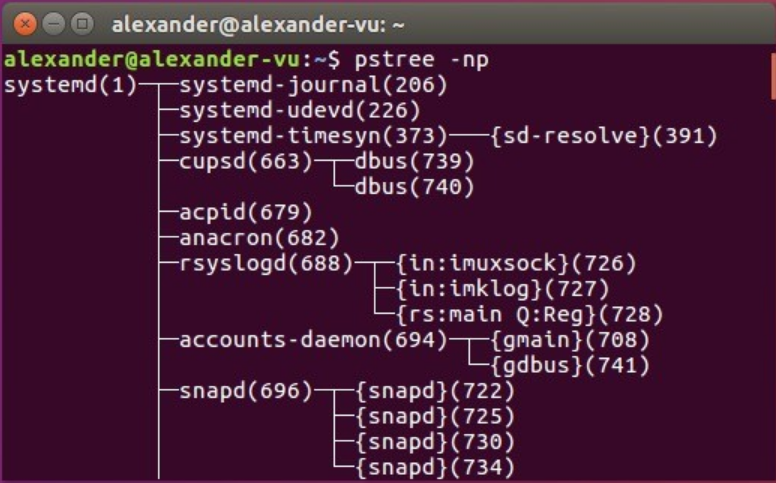 alexander@alexander-vu: ~
alexander@alexander-vu:~$ pstree -np
systemd(1)─┬─systemd-journal(206)
           ├─systemd-udevd(226)
           ├─systemd-timesyn(373)───{sd-resolve}(391)
           ├─cupsd(663)─┬─dbus(739)
           │            └─dbus(740)
           ├─acpid(679)
           ├─anacron(682)
           ├─rsyslogd(688)─┬─{in:imuxsock}(726)
           │               ├─{in:imklog}(727)
           │               └─{rs:main Q:Reg}(728)
           ├─accounts-daemon(694)─┬─{gmain}(708)
           │                      └─{gdbus}(741)
           ├─snapd(696)─┬─{snapd}(722)
           │            ├─{snapd}(725)
           │            ├─{snapd}(730)
           │            └─{snapd}(734)